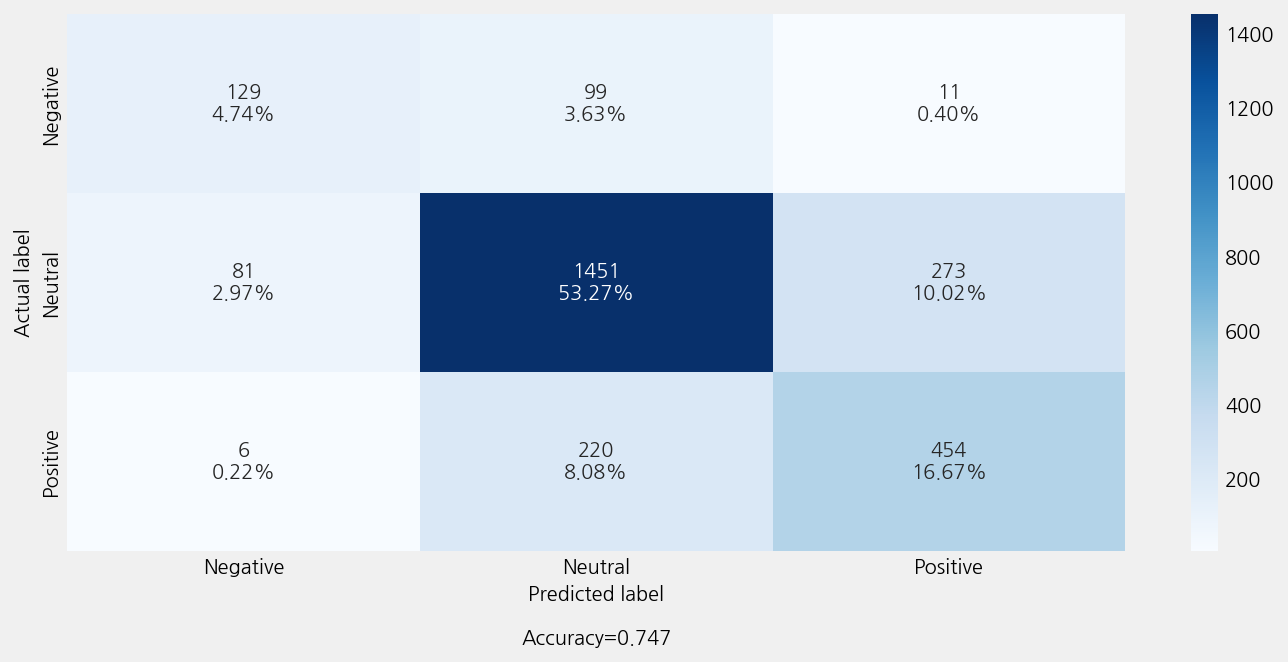 Actual label
Negative
129
4.74%
99
3.63%
11
0.40%
Neutral
81
2.97%
1451
53.27%
273
10.02%
Positive
6
0.22%
220
8.08%
454
16.67%
Negative
Neutral
Positive
Predicted label
Accuracy=0.747
1400
1200
1000
800
600
400
200